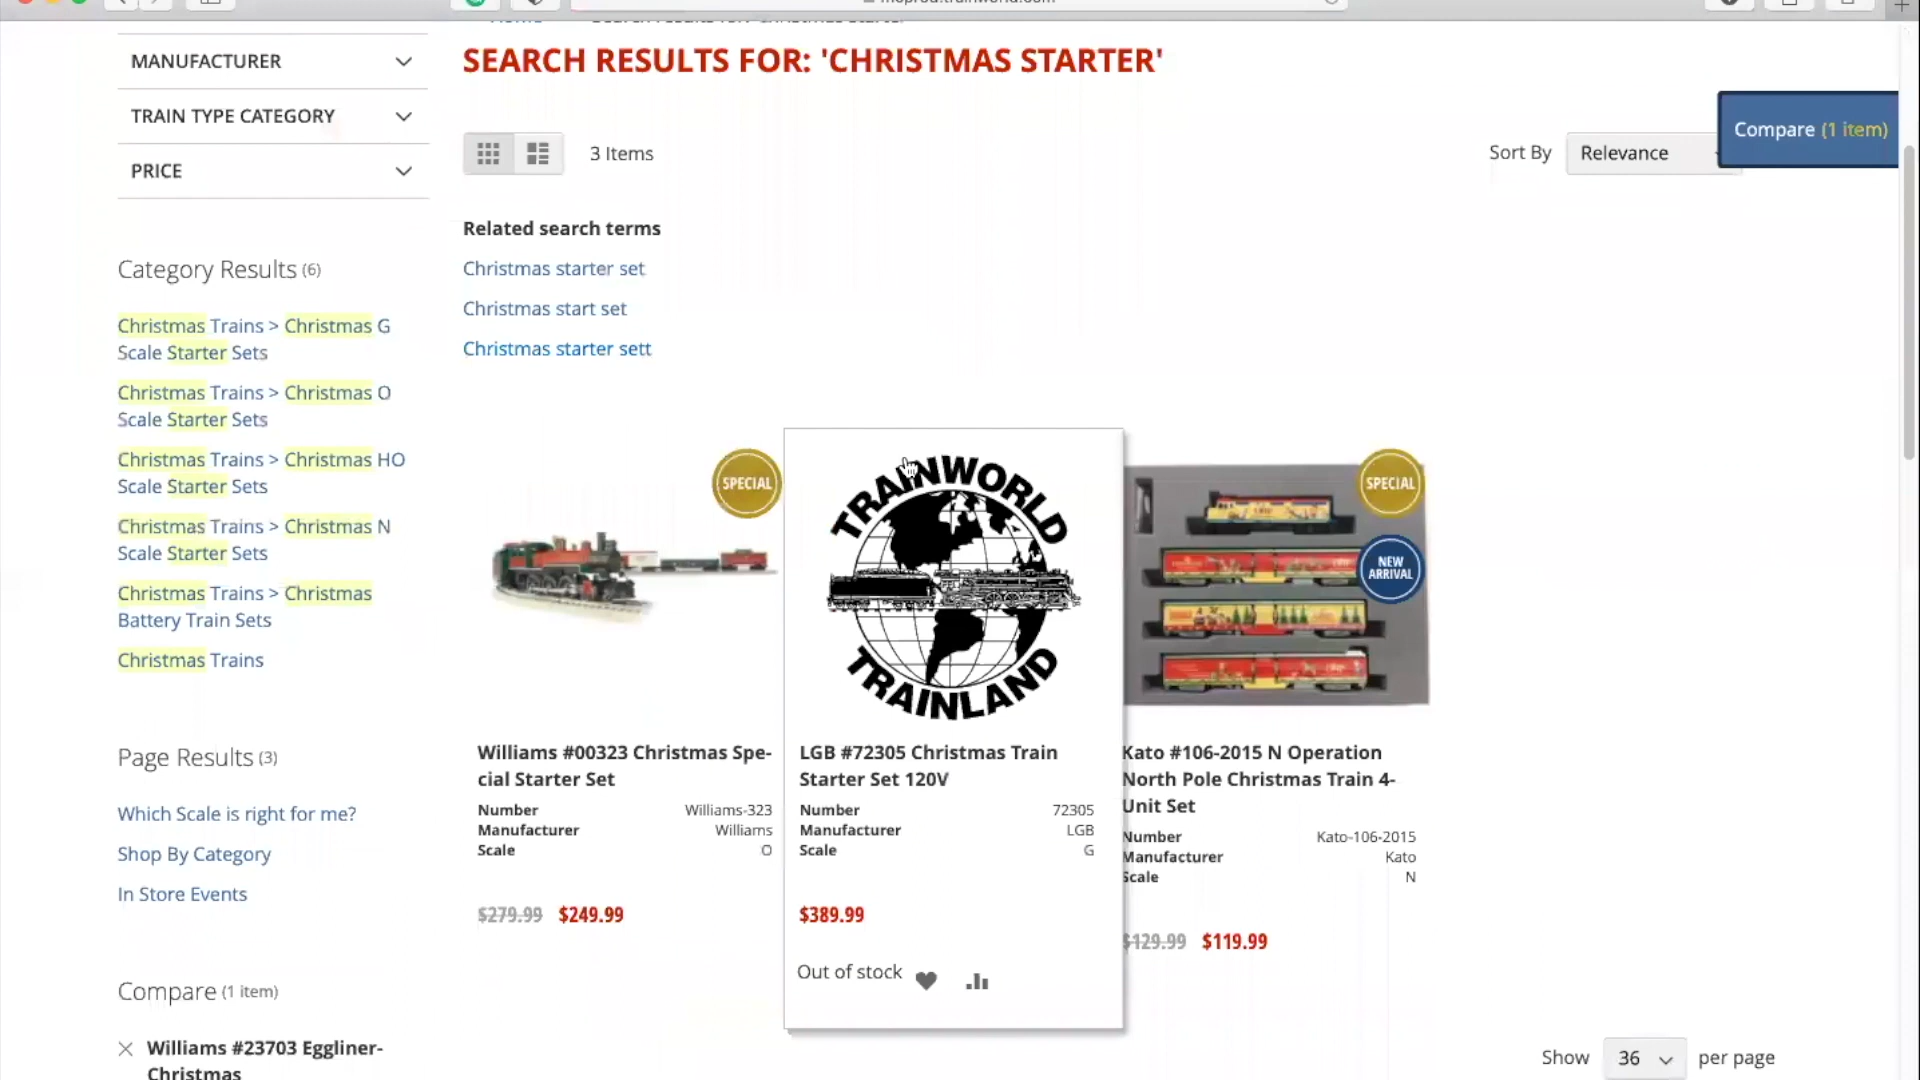 MANUFACTURER
TRAIN TYPE CATEGORY
PRICE
Category Results (6)
Christmas Trains > Christmas G
Scale Starter Sets
Christmas Trains > Christmas O
Scale Starter Sets
Christmas Trains > Christmas HO
Scale Starter Sets
Christmas Trains > Christmas N
Scale Starter Sets
Christmas Trains > Christmas
Battery Train Sets
Christmas Trains
Page Results (3)
Which Scale is right for me?
Shop By Category
In Store Events
Compare (1 item)
Williams #23703 Eggliner-
Christmas
SEARCH RESULTS FOR: 'CHRISTMAS STARTER'
3 Items
Sort By Relevance
Compare (1 item)
Related search terms
Christmas starter set
Christmas start set
Christmas starter sett
SPECIAL
Williams #00323 Christmas Spe-
cial Starter Set
Number Williams-323
Manufacturer Williams
Scale O
$279.99 $249.99
TRAINWORLD
TRAINLAND
LGB #72305 Christmas Train
Starter Set 120V
Number 72305
Manufacturer LGB
Scale G
$389.99
Out of stock
SPECIAL
NEW
ARRIVAL
Kato #106-2015 N Operation
North Pole Christmas Train 4-
Unit Set
Number Kato-106-2015
Manufacturer Kato
Scale N
$129.99 $119.99
Show 36 per page